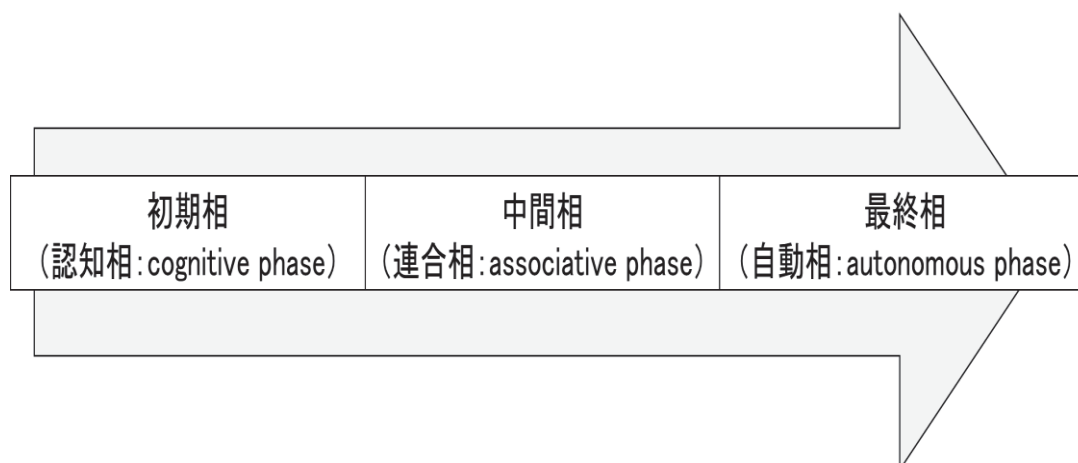 初期相
(認知相:cognitive phase)
中間相
(連合相:associative phase)
最終相
(自動相:autonomous phase)